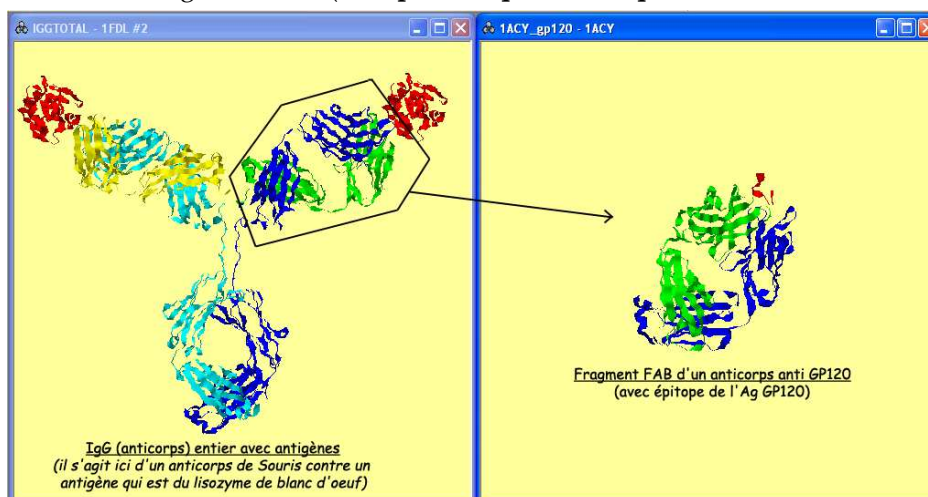 IGGTOTAL - 1FDL #2
1ACY_gp120 - 1ACY
IgG (anticorps) entier avec antigènes
(il s'agit ici d'un anticorps de Souris contre un
antigène qui est du lisozyme de blanc d'oeuf)
Fragment FAB d'un anticorps anti GP120
(avec épitope de l'Ag GP120)